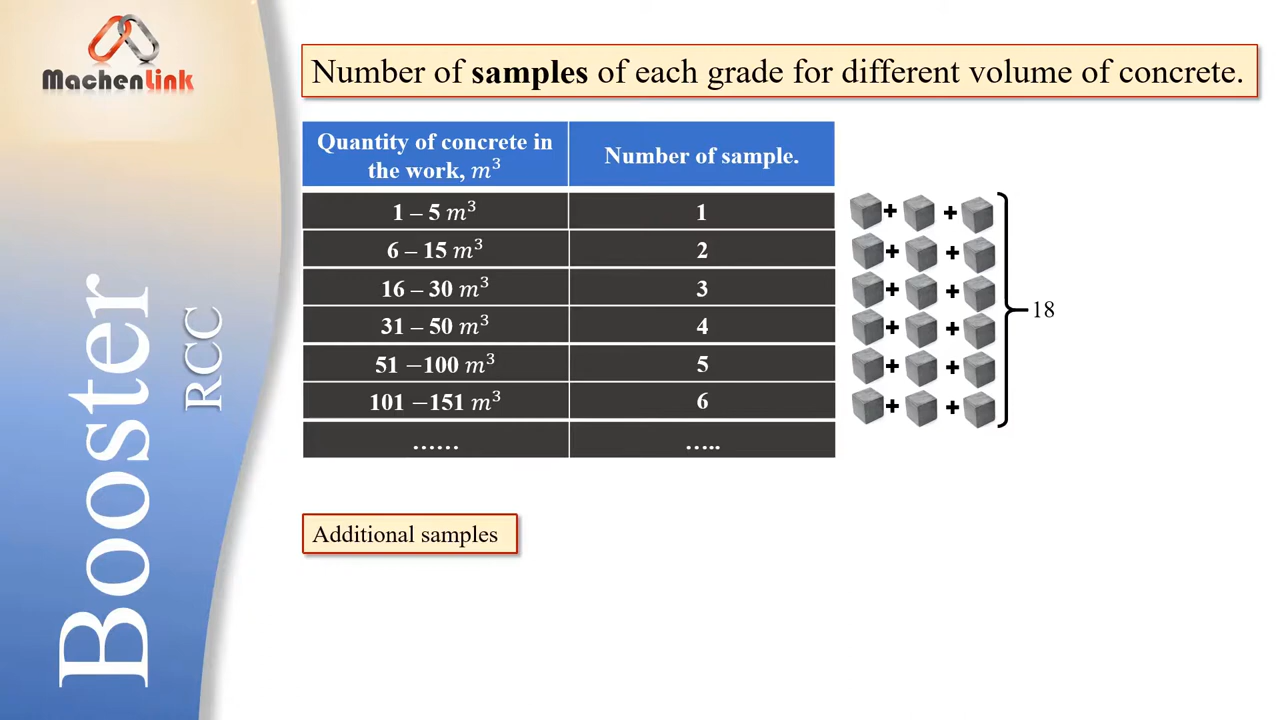 MachenLink
Booster
RCC
Number of samples of each grade for different volume of concrete.
Quantity of concrete in
the work, m³
Number of sample.
1 – 5 m³
1
6 – 15 m³
2
16 – 30 m³
3
31 – 50 m³
4
51 –100 m³
5
101 –151 m³
6
......
.....
+ +
+ +
+ +
+ +
+ +
+ +
18
Additional samples